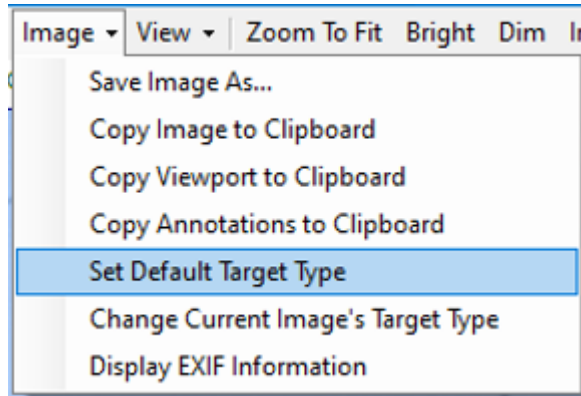 Image View Zoom To Fit Bright Dim
Save Image As...
Copy Image to Clipboard
Copy Viewport to Clipboard
Copy Annotations to Clipboard
Set Default Target Type
Change Current Image's Target Type
Display EXIF Information